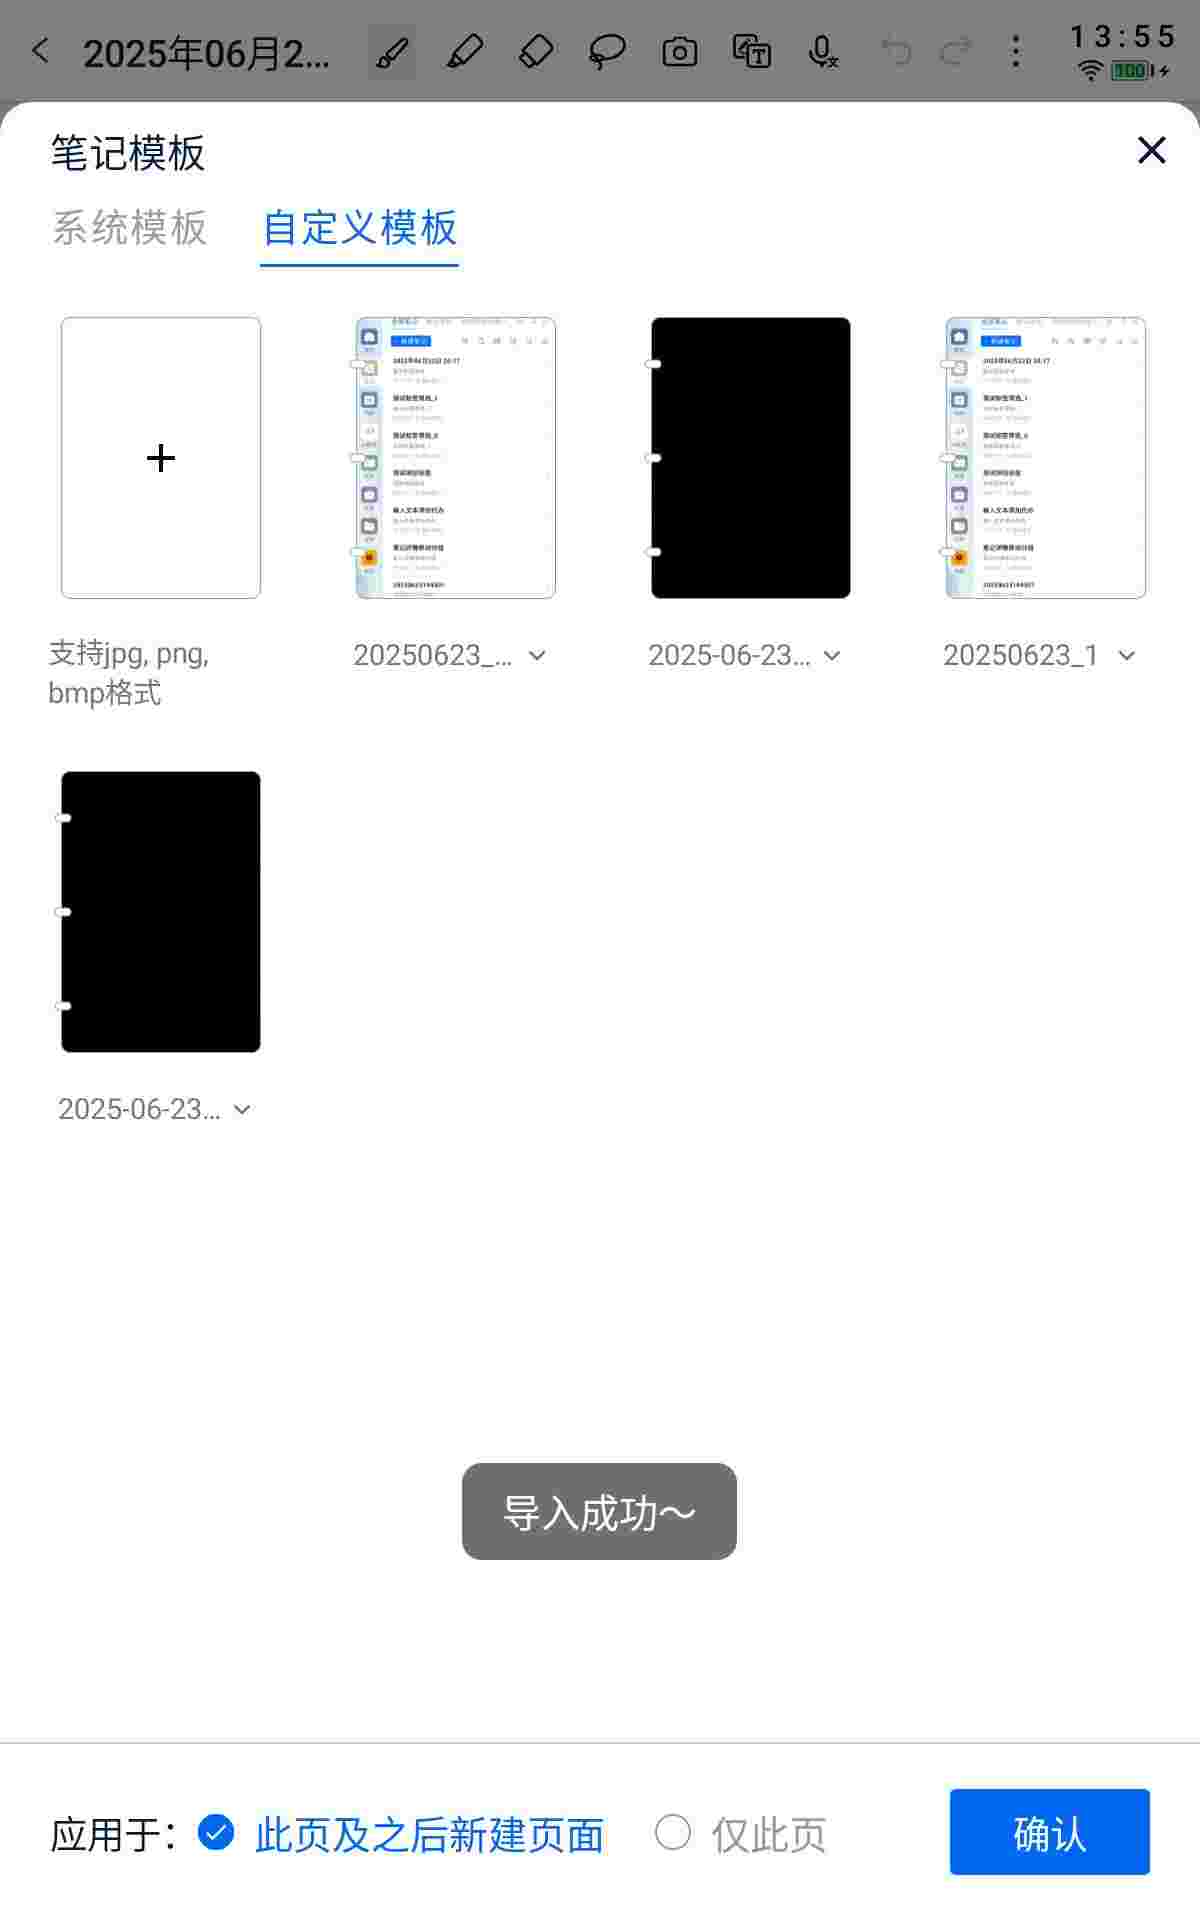 2025年06月2...
13:55
100
笔记模板
系统模板
自定义模板
支持jpg, png,
bmp格式
20250623_...
2025-06-23...
20250623_1
2025-06-23...
导入成功～
应用于：
此页及之后新建页面
仅此页
确认